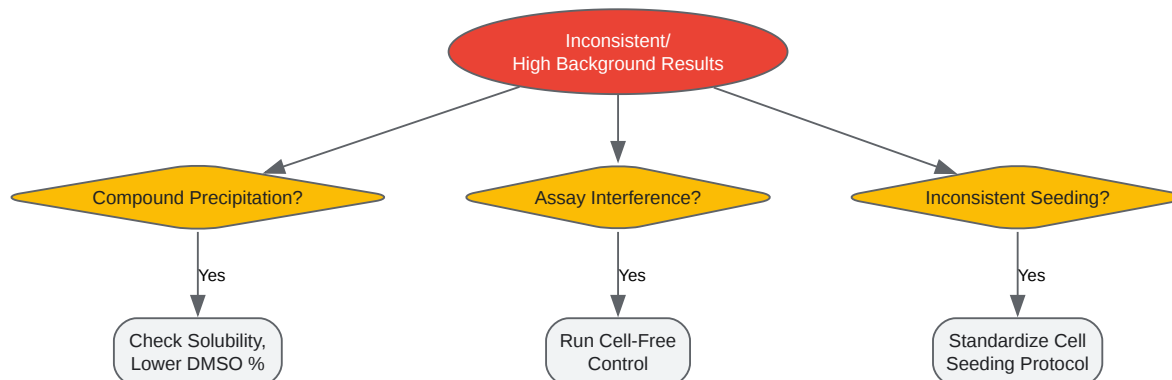 Inconsistent/
High Background Results
Compound Precipitation?
Assay Interference?
Inconsistent Seeding?
Yes
Yes
Yes
Check Solubility,
Lower DMSO %
Run Cell-Free
Control
Standardize Cell
Seeding Protocol